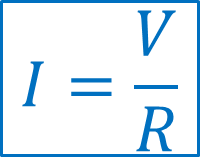 I = V/R